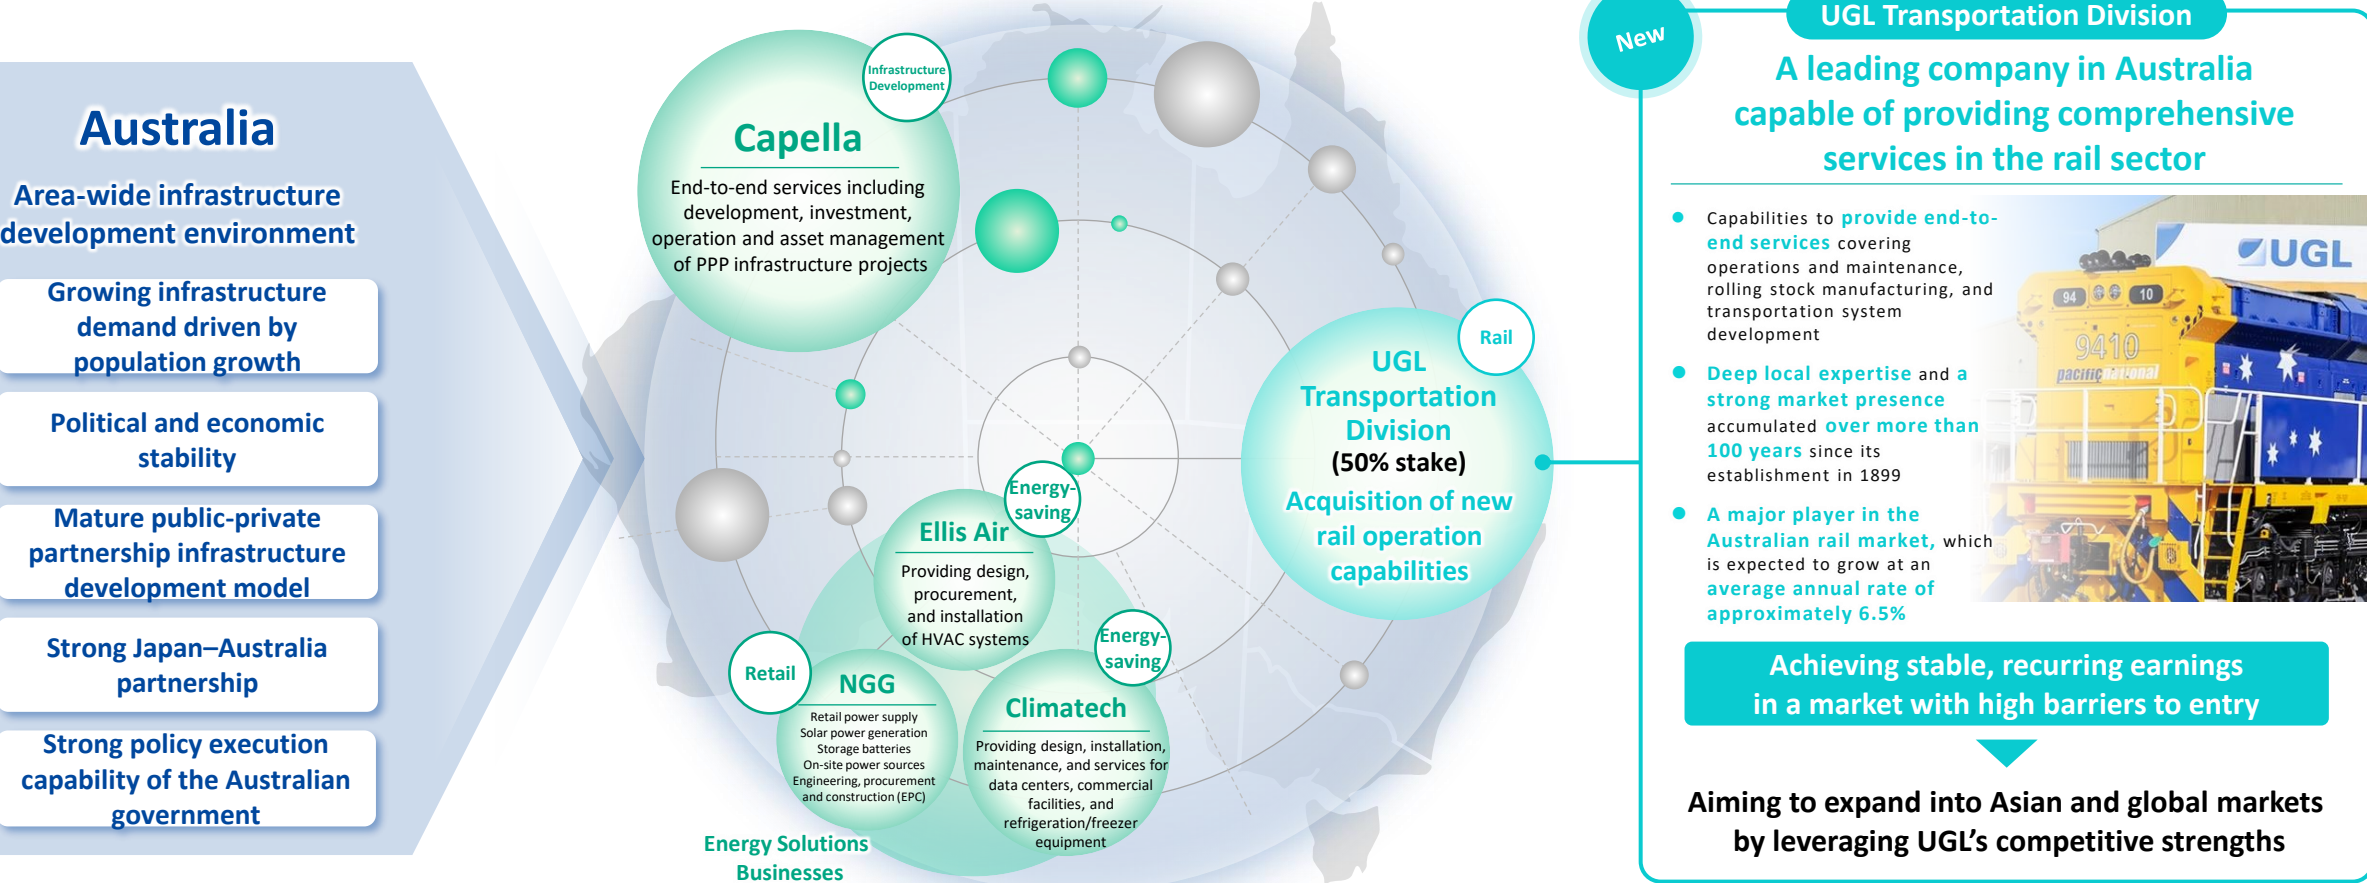 Australia
Area-wide infrastructure
development environment
Growing infrastructure
demand driven by
population growth
Political and economic
stability
Mature public-private
partnership infrastructure
development model
Strong Japan–Australia
partnership
Strong policy execution
capability of the Australian
government
Infrastructure
Development
Capella
End-to-end services including
development, investment,
operation and asset management
of PPP infrastructure projects
Energy-
saving
Ellis Air
Providing design,
procurement,
and installation
of HVAC systems
Retail
NGG
Retail power supply
Solar power generation
Storage batteries
On-site power sources
Engineering, procurement
and construction (EPC)
Energy-
saving
Climatech
Providing design, installation,
maintenance, and services for
data centers, commercial
facilities, and
refrigeration/freezer
equipment
Energy Solutions
Businesses
Rail
UGL
Transportation
Division
(50% stake)
Acquisition of new
rail operation
capabilities
New
UGL Transportation Division
A leading company in Australia
capable of providing comprehensive
services in the rail sector
Capabilities to provide end-to-
end services covering
operations and maintenance,
rolling stock manufacturing, and
transportation system
development
Deep local expertise and a
strong market presence
accumulated over more than
100 years since its
establishment in 1899
A major player in the
Australian rail market, which
is expected to grow at an
average annual rate of
approximately 6.5%
UGL
94 10
9410
pacific national
Achieving stable, recurring earnings
in a market with high barriers to entry
Aiming to expand into Asian and global markets
by leveraging UGL's competitive strengths